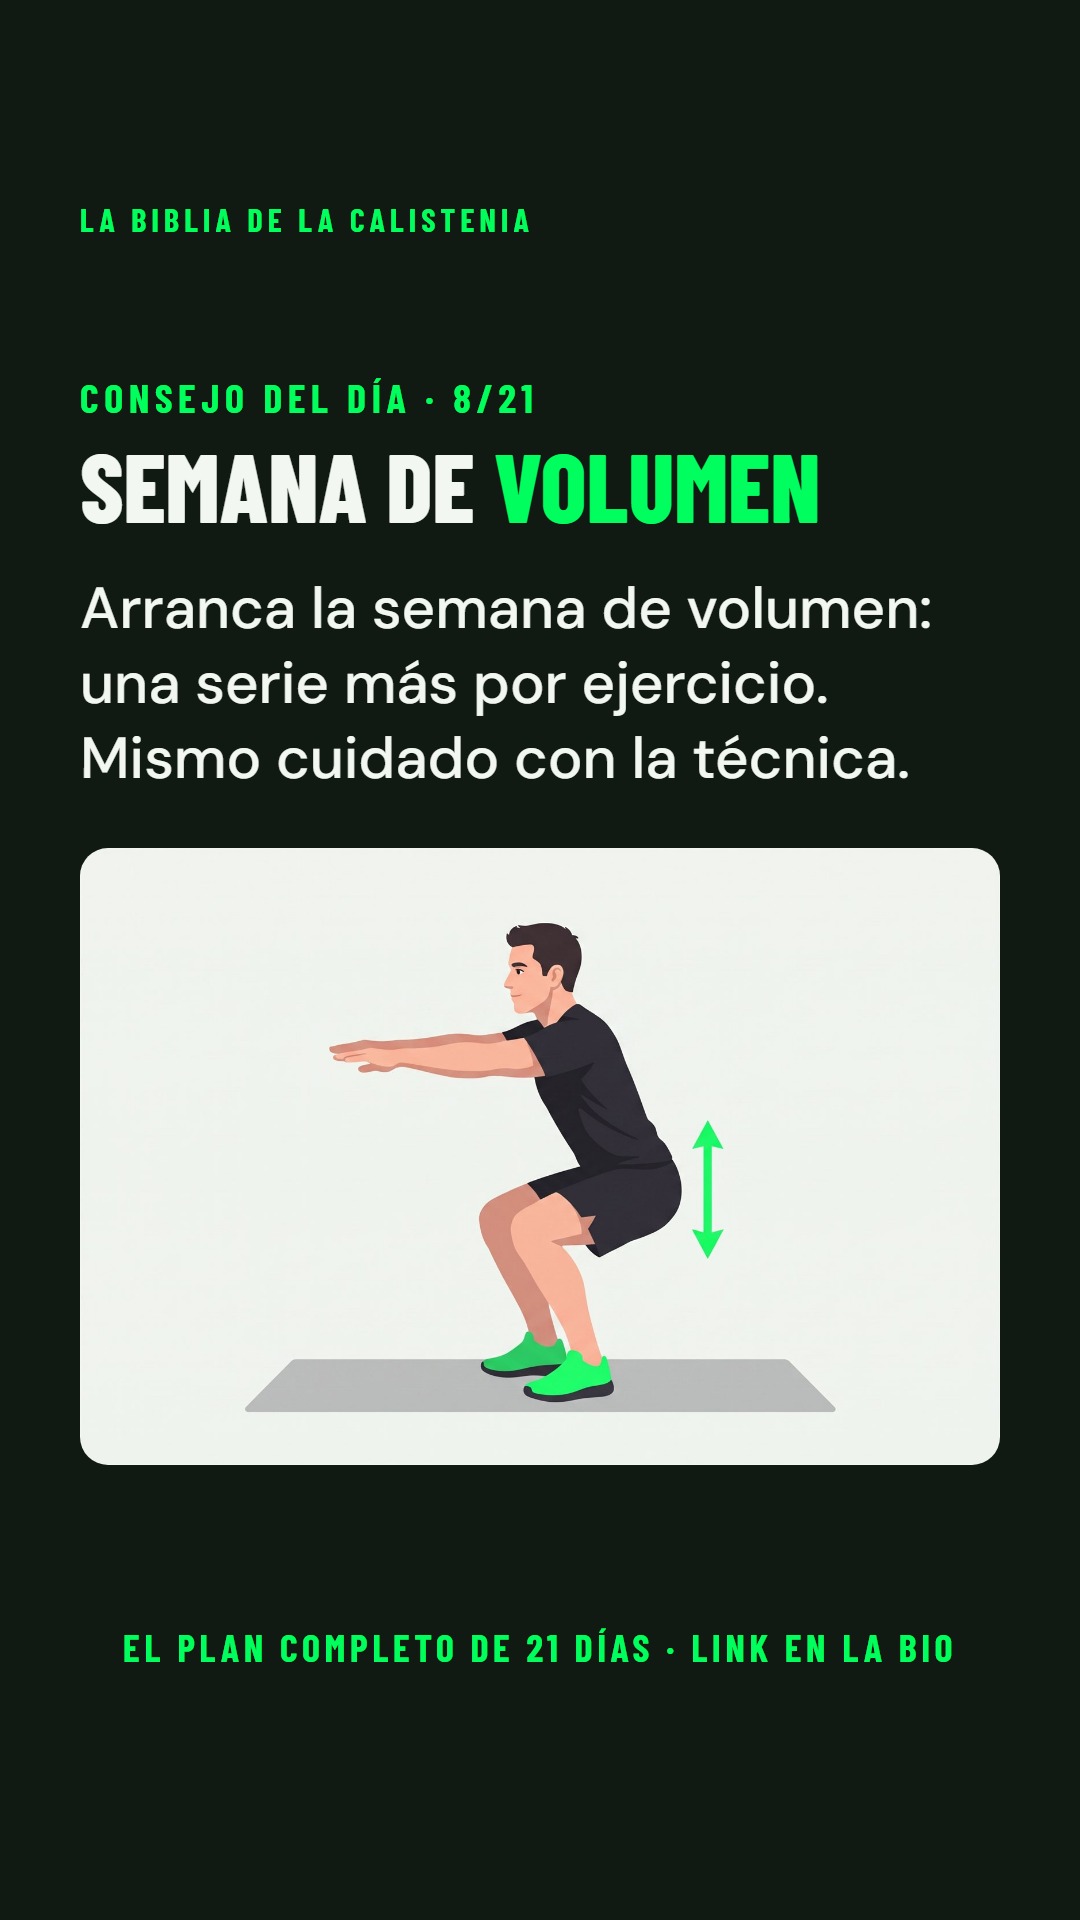 LA BIBLIA DE LA CALISTENIA
CONSEJO DEL DÍA · 8/21
SEMANA DE VOLUMEN
Arranca la semana de volumen:
una serie más por ejercicio.
Mismo cuidado con la técnica.
EL PLAN COMPLETO DE 21 DÍAS · LINK EN LA BIO